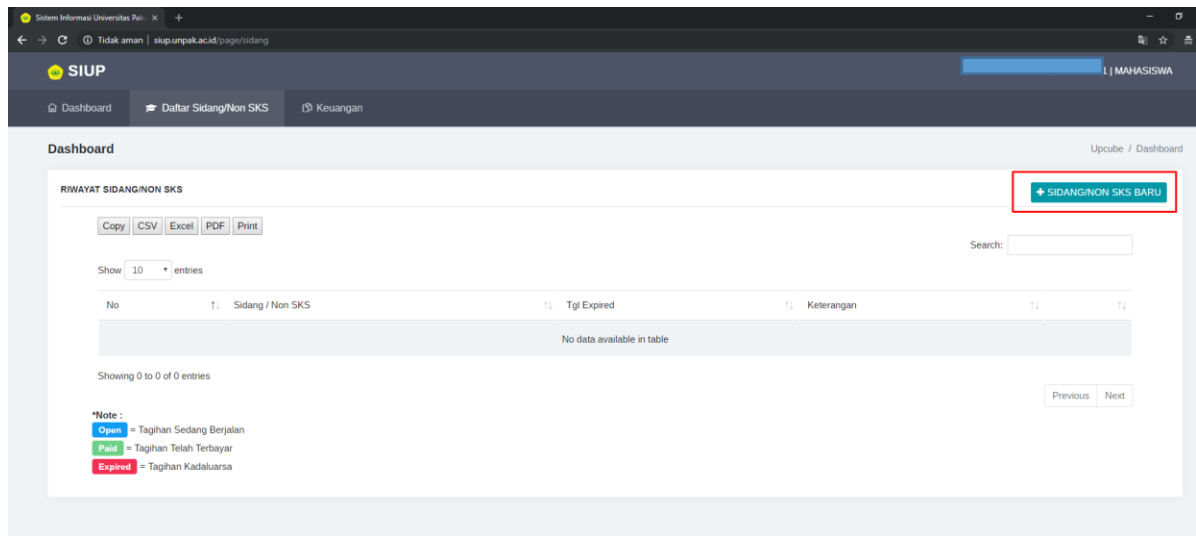 Sistem Informasi Universitas Pak
Tidak aman | siup.unpak.ac.id/page/sidang
SIUP
1 | MAHASISWA
Dashboard Daftar Sidang/Non SKS Keuangan
Dashboard
Upcube / Dashboard
RIWAYAT SIDANG/NON SKS
+ SIDANG/NON SKS BARU
Copy CSV Excel PDF Print
Search:
Show 10 entries
No Sidang / Non SKS Tgl Expired Keterangan
No data available in table
Showing 0 to 0 of 0 entries
Previous Next
*Note :
Open = Tagihan Sedang Berjalan
Paid = Tagihan Telah Terbayar
Expired = Tagihan Kadaluarsa